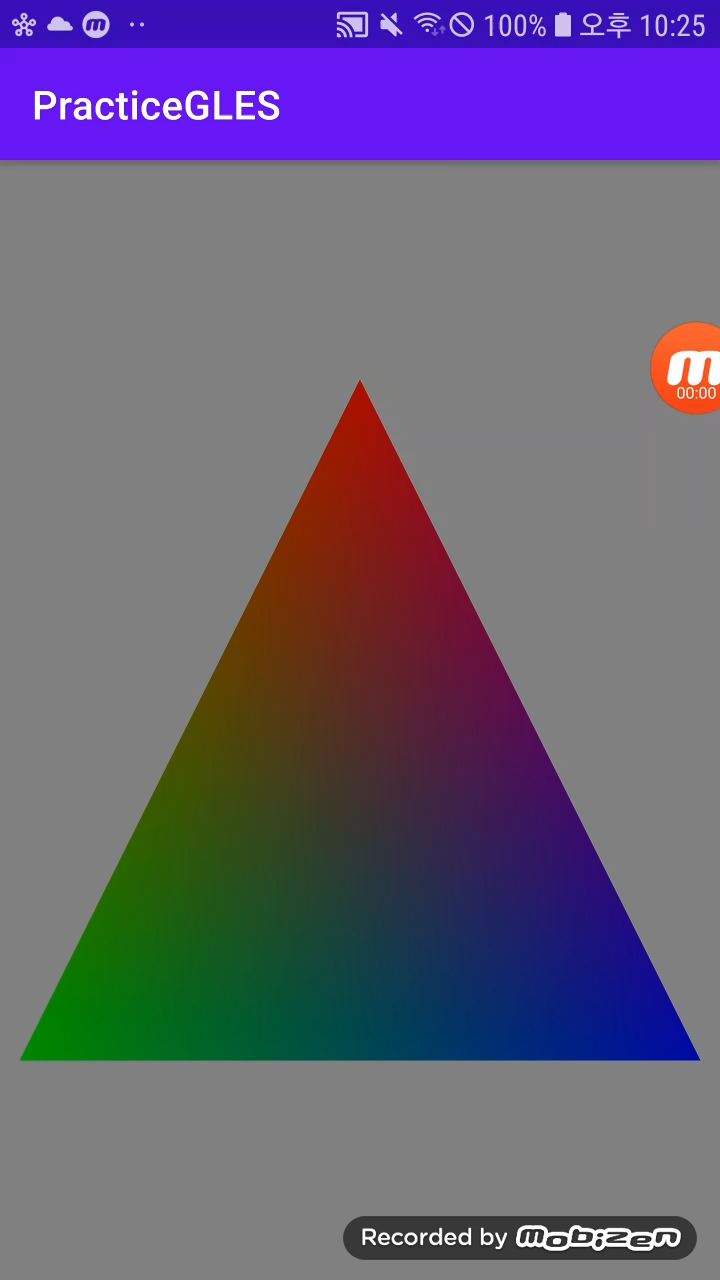 100% 오후 10:25
PracticeGLES
m
00:00
Recorded by mobizen